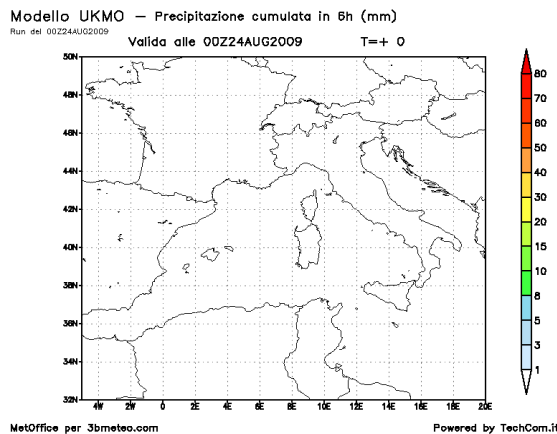 Modello UKMO — Precipitazione cumulata in 6h (mm)
Run del 00Z24AUG2009
Valida alle 00Z24AUG2009 T=+ 0
50N
48N
46N
44N
42N
40N
38N
36N
34N
32N
4W 2W 0 2E 4E 6E 8E 10E 12E 14E 16E 18E 20E
80
70
60
50
40
30
20
15
10
8
5
3
1
MetOffice per 3bmeteo.com Powered by TechCom.it